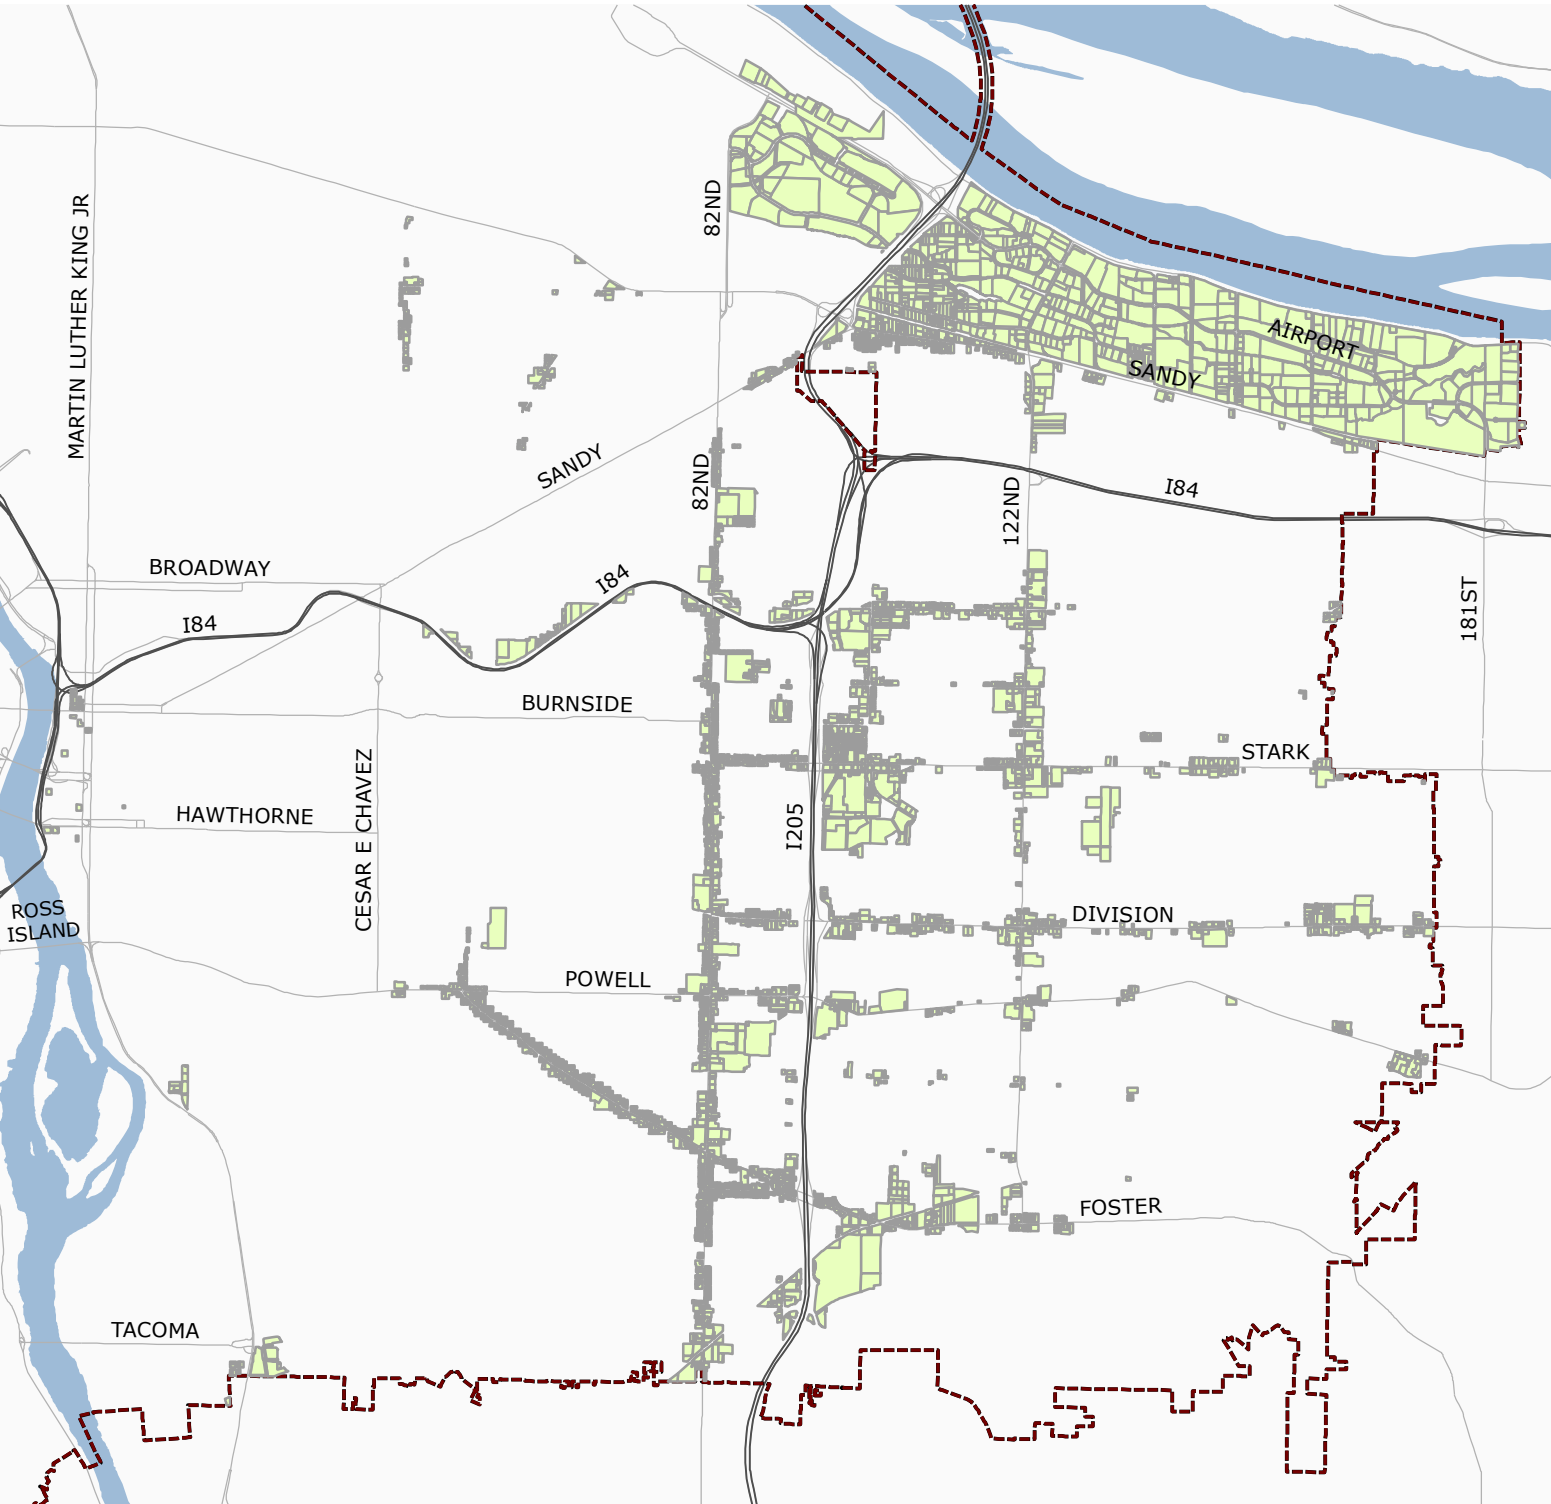 82ND
MARTIN LUTHER KING JR
AIRPORT
SANDY
SANDY
82ND
I84
122ND
BROADWAY
I84
I84
181ST
BURNSIDE
STARK
CESAR E CHAVEZ
HAWTHORNE
I205
ROSS
ISLAND
DIVISION
POWELL
FOSTER
TACOMA